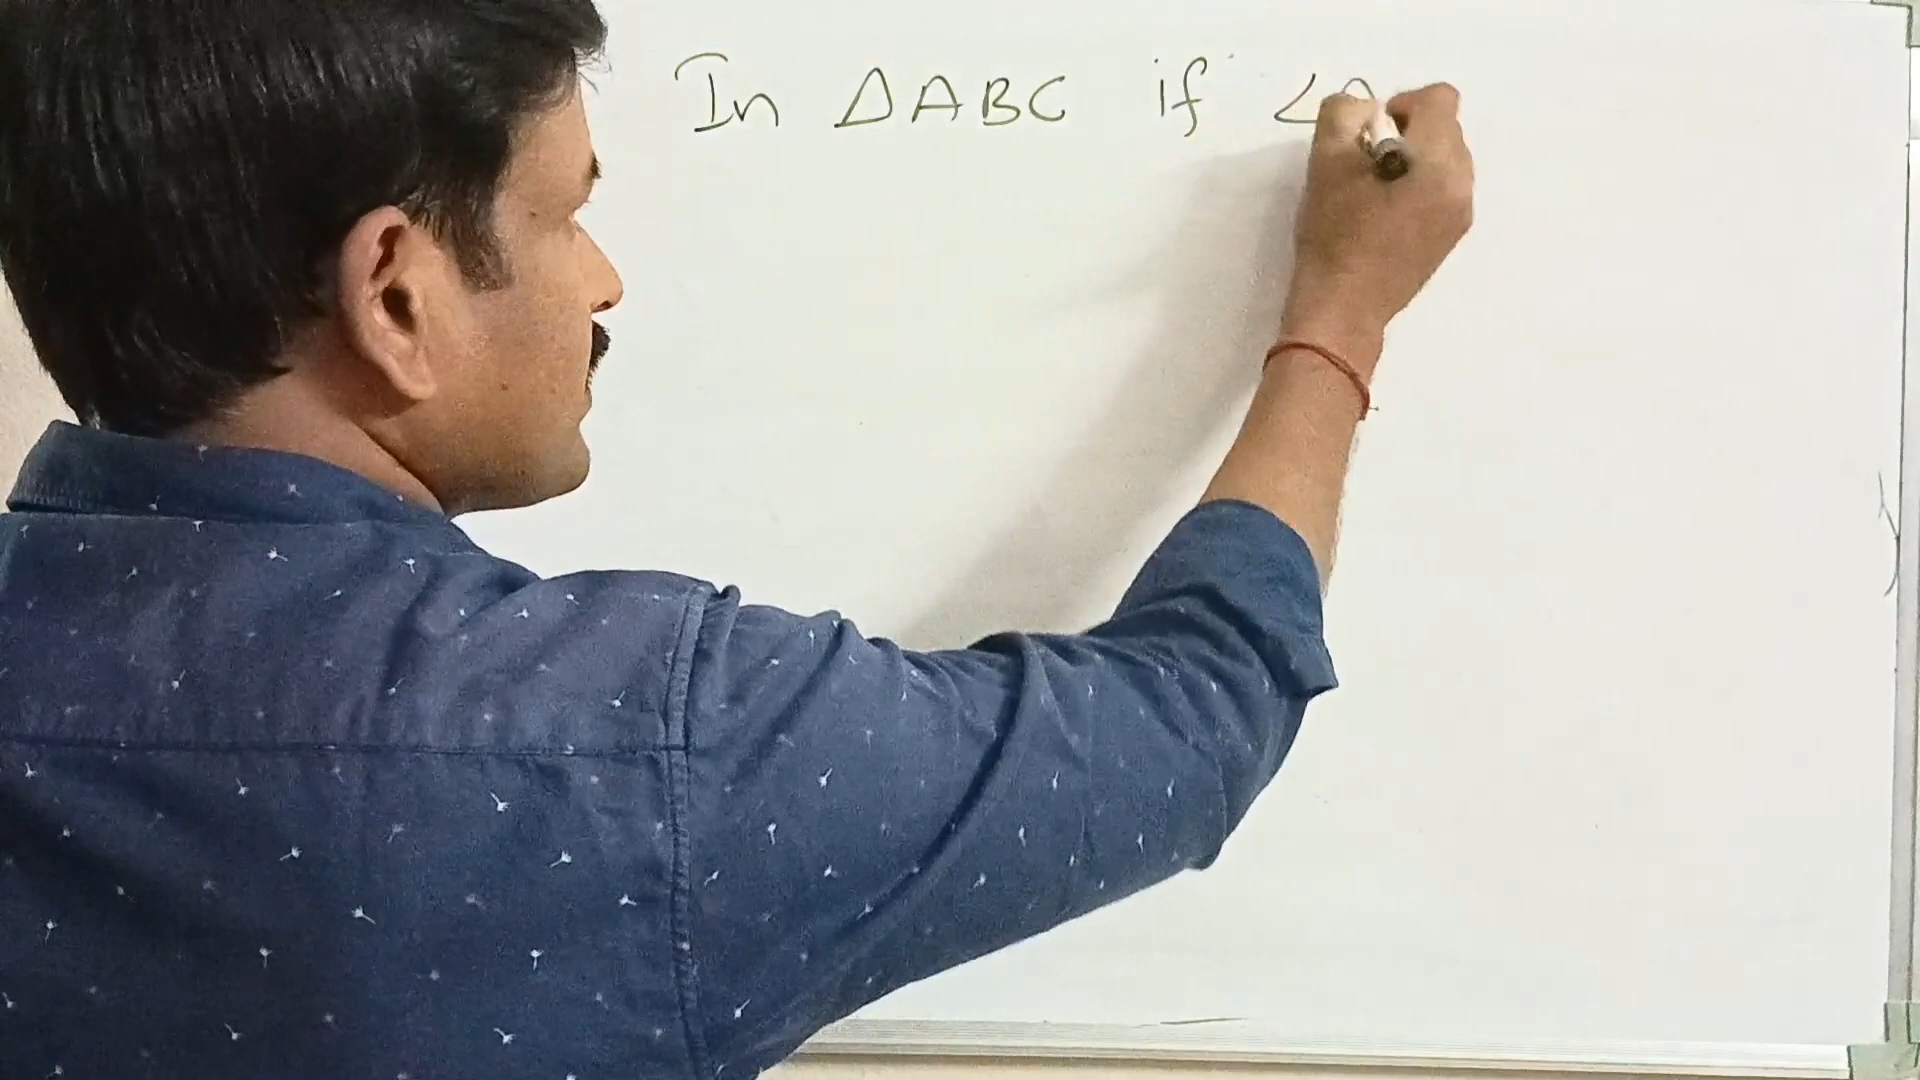 In ΔABC if ∠